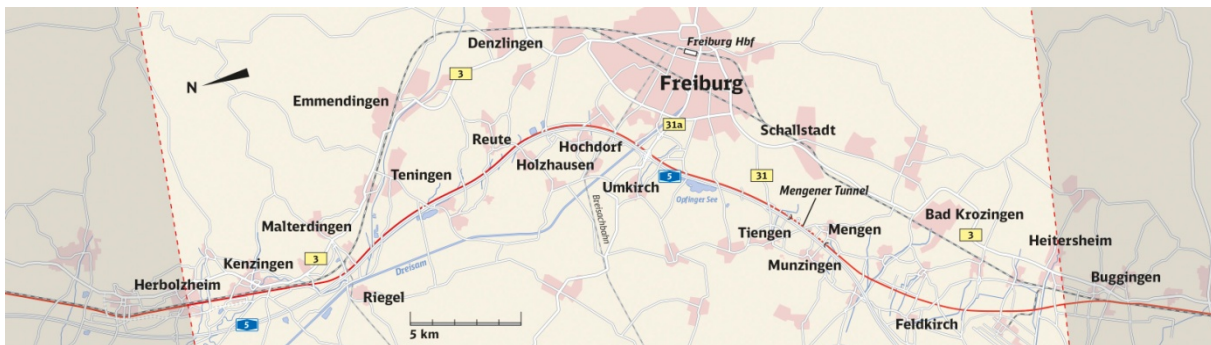 Denzlingen
Freiburg Hbf
3
N
Freiburg
Emmendingen
31a
Schallstadt
Reute
Hochdorf
Holzhausen
Teningen
5
31
Mengener Tunnel
Umkirch
Opfinger See
Breisachbahn
Bad Krozingen
Malterdingen
Tiengen
Mengen
3
Heitersheim
3
Kenzingen
Dreisam
Munzingen
Buggingen
Herbolzheim
Riegel
5
5 km
Feldkirch